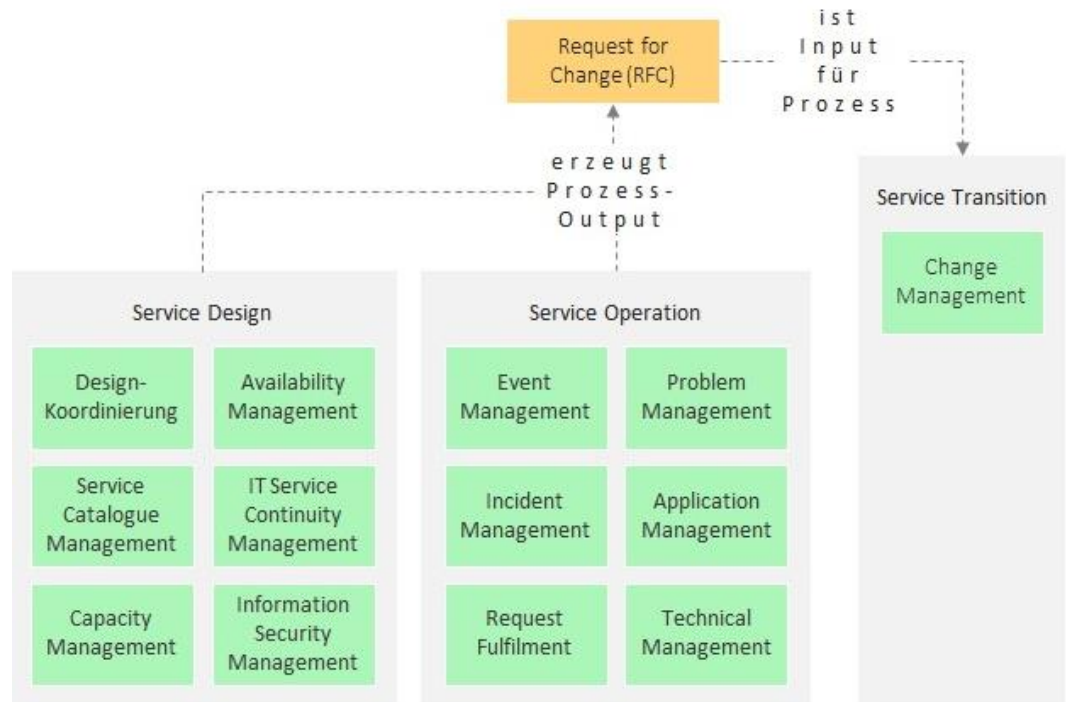 Request for
Change (RFC)
ist
Input
für
Prozess
erzeugt
Prozess-
Output
Service Transition
Change
Management
Service Design
Design-
Koordinierung
Availability
Management
Service
Catalogue
Management
IT Service
Continuity
Management
Capacity
Management
Information
Security
Management
Service Operation
Event
Management
Problem
Management
Incident
Management
Application
Management
Request
Fulfilment
Technical
Management